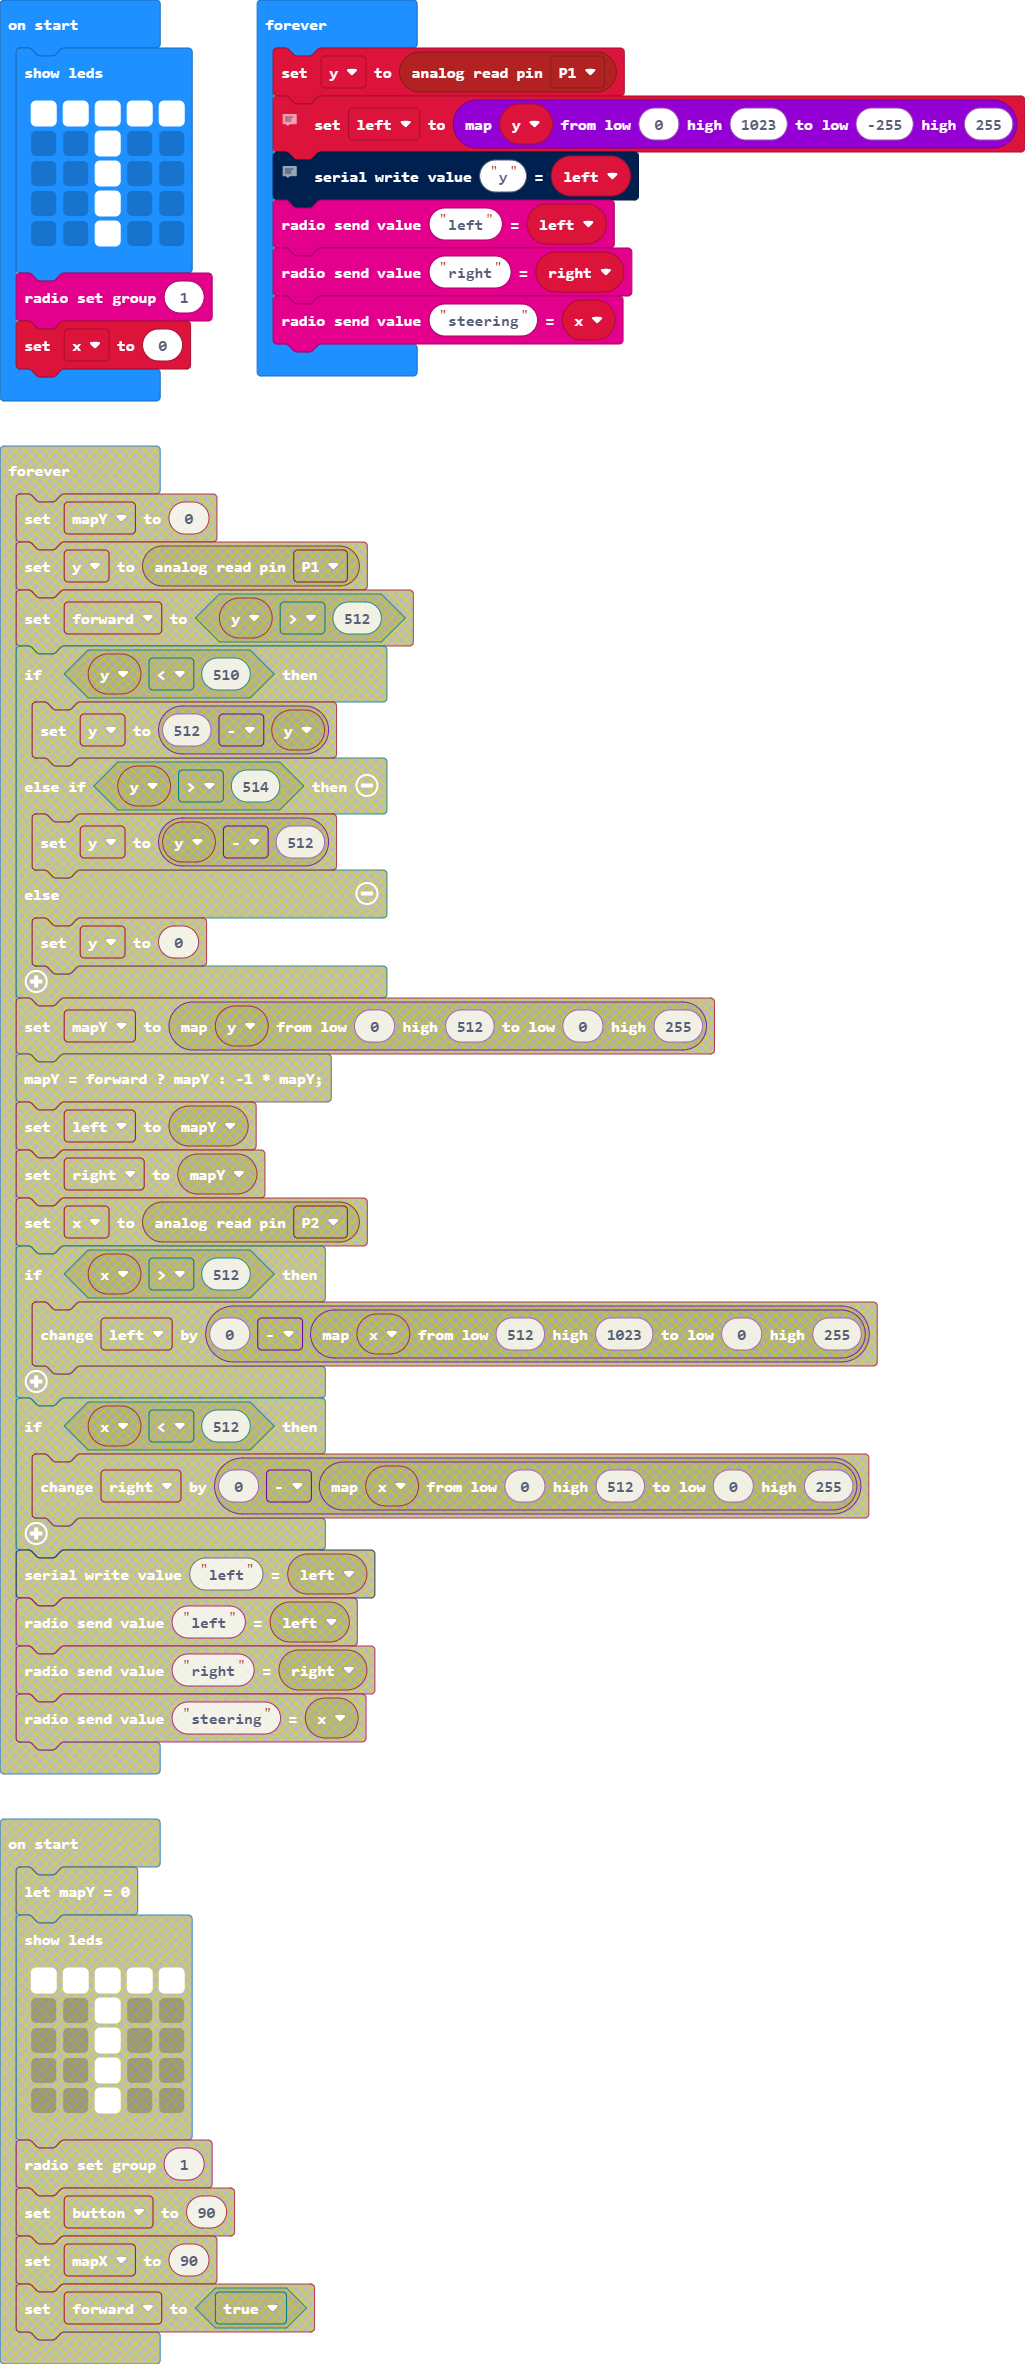 on start
show leds
radio set group 1
set x to 0
forever
set y to analog read pin P1
set left to map y from low 0 high 1023 to low -255 high 255
serial write value "y" = left
radio send value "left" = left
radio send value "right" = right
radio send value "steering" = x
forever
set mapY to 0
set y to analog read pin P1
set forward to y > 512
if y < 510 then
set y to 512 - y
else if y > 514 then
set y to y - 512
else
set y to 0
set mapY to map y from low 0 high 512 to low 0 high 255
mapY = forward ? mapY : -1 * mapY;
set left to mapY
set right to mapY
set x to analog read pin P2
if x > 512 then
change left by 0 - map x from low 512 high 1023 to low 0 high 255
if x < 512 then
change right by 0 - map x from low 0 high 512 to low 0 high 255
serial write value "left" = left
radio send value "left" = left
radio send value "right" = right
radio send value "steering" = x
on start
let mapY = 0
show leds
radio set group 1
set button to 90
set mapX to 90
set forward to true